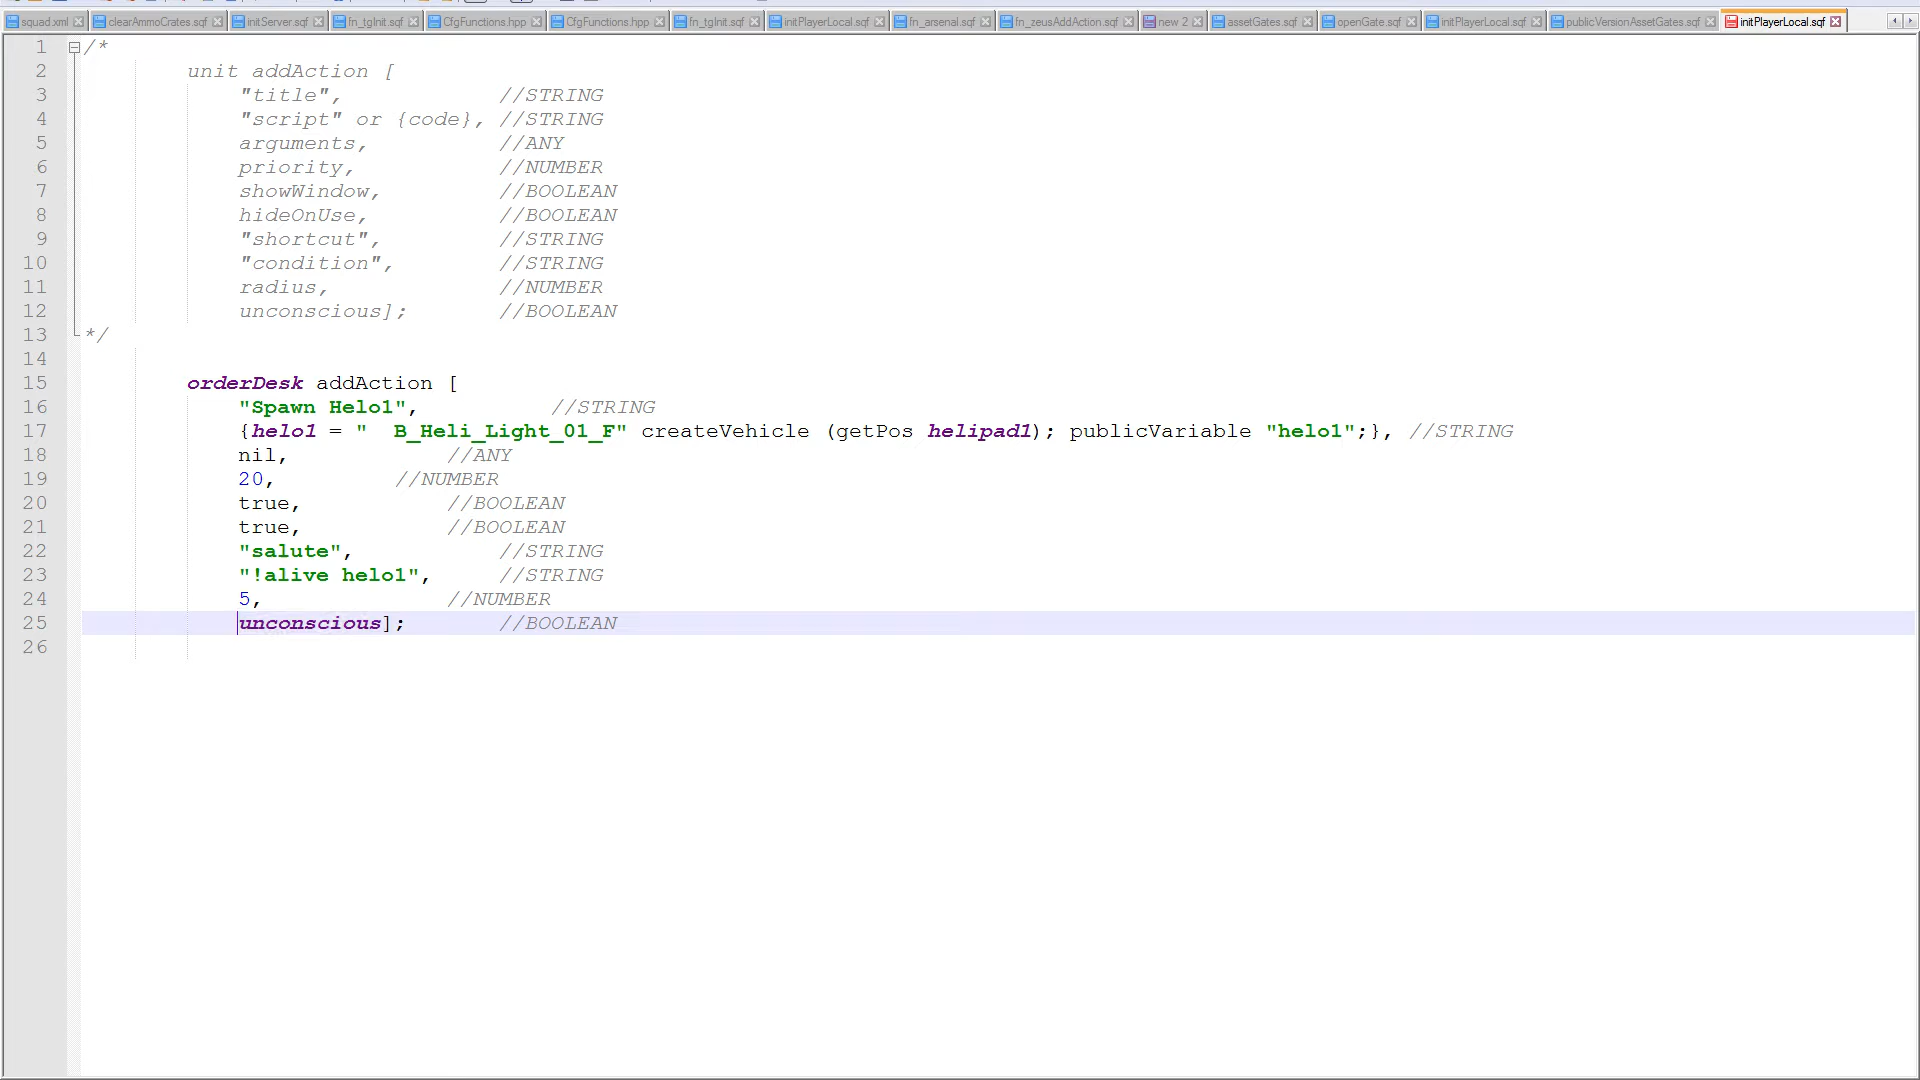 squad.xml clearAmmoCrates.sqf initServer.sqf fn_tgInit.sqf CfgFunctions.hpp CfgFunctions.hpp fn_tgInit.sqf initPlayerLocal.sqf fn_arsenal.sqf fn_zeusAddAction.sqf new 2 assetGates.sqf openGate.sqf initPlayerLocal.sqf publicVersionAssetGates.sqf initPlayerLocal.sqf
1 /*
2 unit addAction [
3 "title", //STRING
4 "script" or {code}, //STRING
5 arguments, //ANY
6 priority, //NUMBER
7 showWindow, //BOOLEAN
8 hideOnUse, //BOOLEAN
9 "shortcut", //STRING
10 "condition", //STRING
11 radius, //NUMBER
12 unconscious]; //BOOLEAN
13 */
14
15 orderDesk addAction [
16 "Spawn Helo1", //STRING
17 {helo1 = "  B_Heli_Light_01_F" createVehicle (getPos helipad1); publicVariable "helo1";}, //STRING
18 nil, //ANY
19 20, //NUMBER
20 true, //BOOLEAN
21 true, //BOOLEAN
22 "salute", //STRING
23 "!alive helo1", //STRING
24 5, //NUMBER
25 unconscious]; //BOOLEAN
26